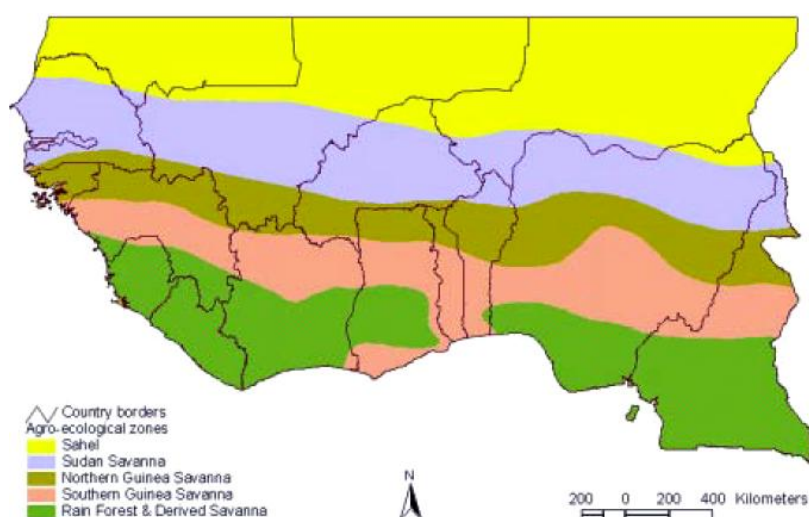 Country borders
Agro-ecological zones
Sahel
Sudan Savanna
Northern Guinea Savanna
Southern Guinea Savanna
Rain Forest & Derived Savanna
N
200 0 200 400 Kilometers